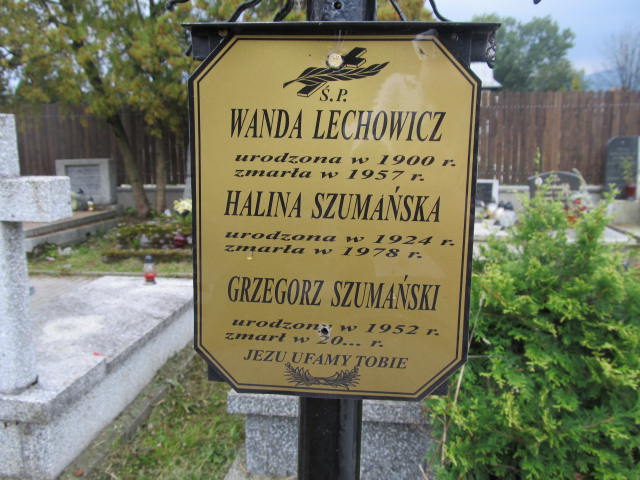 Ś.P.
WANDA LECHOWICZ
urodzona w 1900 r.
zmarła w 1957 r.
HALINA SZUMAŃSKA
urodzona w 1924 r.
zmarła w 1978 r.
GRZEGORZ SZUMAŃSKI
urodzony w 1952 r.
zmarł w 20... r.
JEZU UFAMY TOBIE